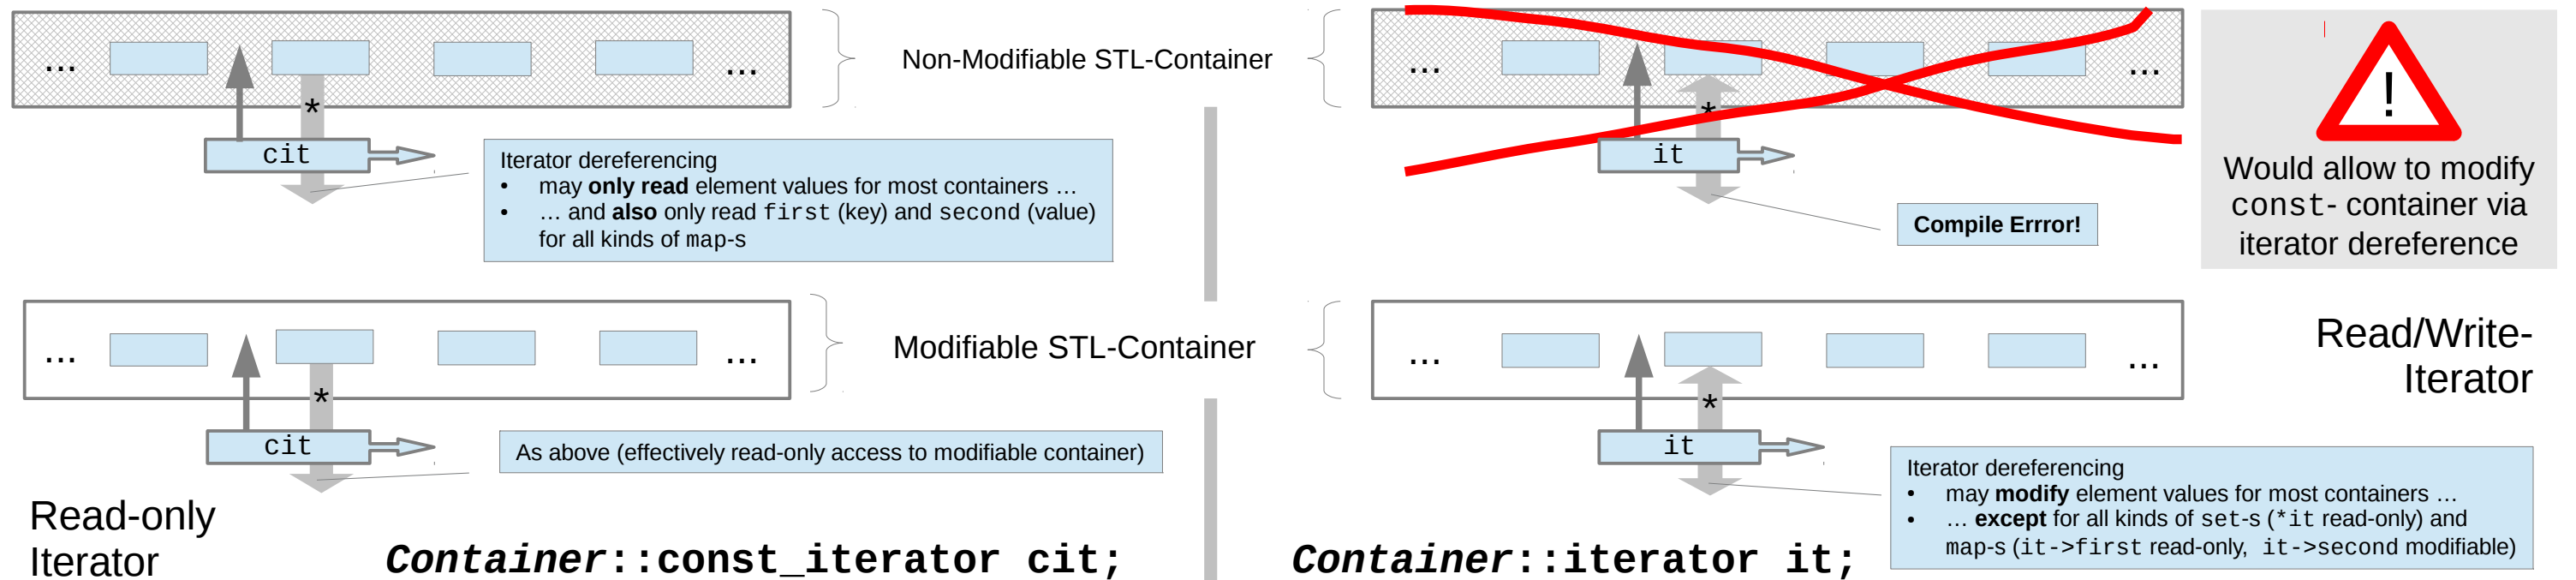 ...
...
*
cit
Iterator dereferencing
• may only read element values for most containers …
• … and also only read first (key) and second (value)
for all kinds of map-s
Non-Modifiable STL-Container
...
...
*
it
Compile Errror!
!
Would allow to modify
const- container via
iterator dereference
...
...
*
cit
As above (effectively read-only access to modifiable container)
Modifiable STL-Container
...
...
*
it
Read/Write-
Iterator
Iterator dereferencing
• may modify element values for most containers …
• … except for all kinds of set-s (*it read-only) and
map-s (it->first read-only, it->second modifiable)
Read-only
Iterator
Container::const_iterator cit;
Container::iterator it;